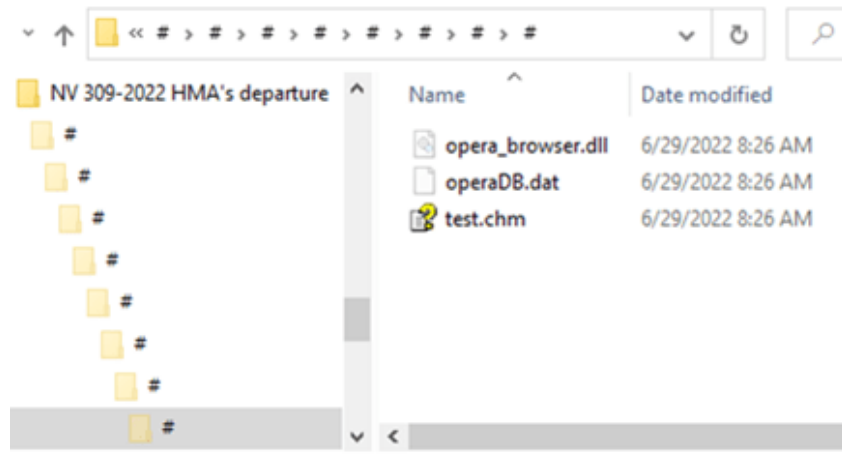 « # › # › # › # › # › # › # › #
NV 309-2022 HMA's departure
#
#
#
#
#
#
#
#
Name Date modified
opera_browser.dll 6/29/2022 8:26 AM
operaDB.dat 6/29/2022 8:26 AM
test.chm 6/29/2022 8:26 AM